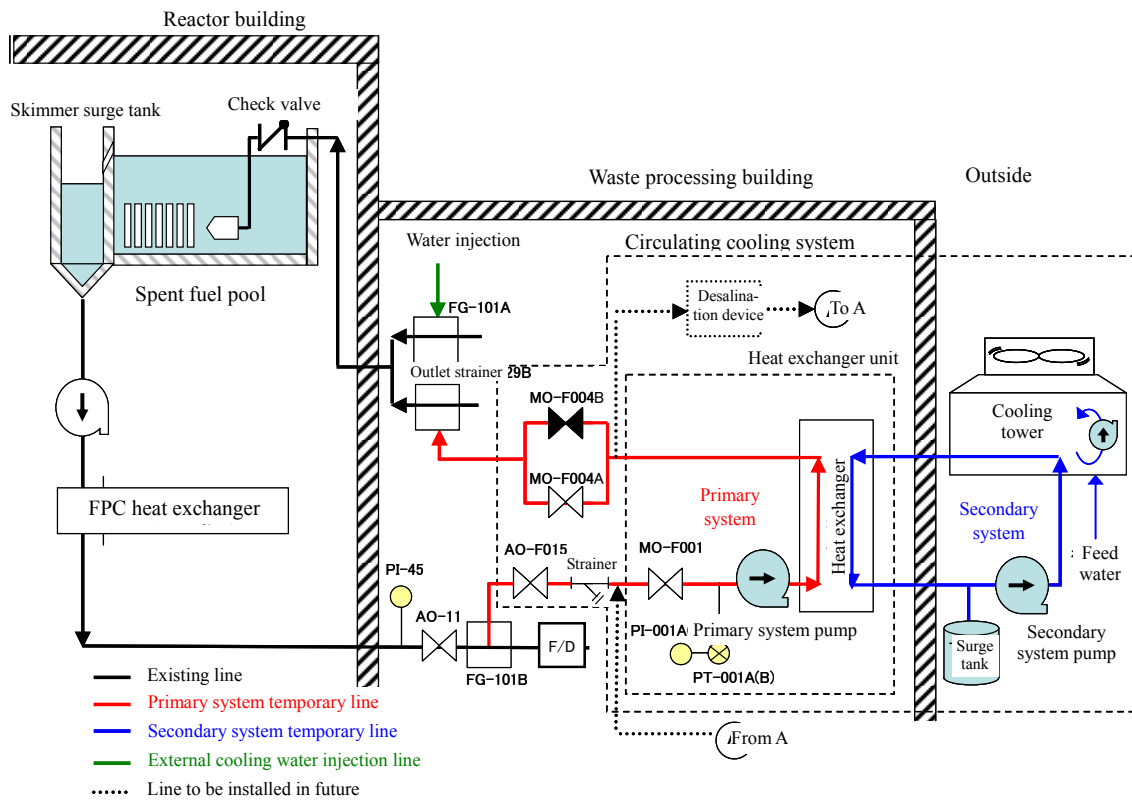 Reactor building
Skimmer surge tank
Check valve
Waste processing building
Outside
Water injection
Circulating cooling system
Spent fuel pool
FG-101A
Desalina-
tion device
To A
Heat exchanger unit
Outlet strainer
29B
MO-F004B
Cooling
tower
MO-F004A
Primary
system
Heat exchanger
Secondary
system
FPC heat exchanger
AO-F015
Strainer
MO-F001
Feed
water
PI-45
AO-11
PI-001A
Primary system pump
Surge
tank
Secondary
system pump
F/D
FG-101B
PT-001A(B)
Existing line
Primary system temporary line
From A
Secondary system temporary line
External cooling water injection line
Line to be installed in future